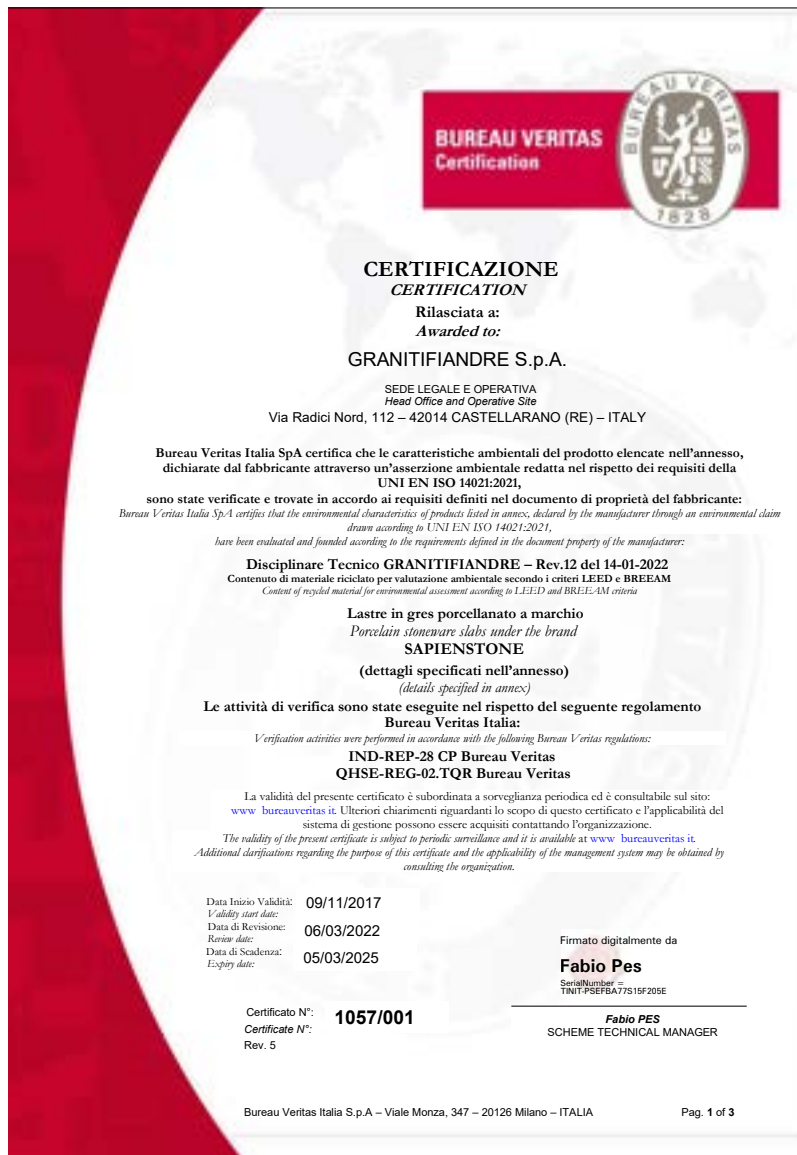 BUREAU VERITAS
Certification
BUREAU VERITAS
1828
CERTIFICAZIONE
CERTIFICATION
Rilasciata a:
Awarded to:
GRANITIFIANDRE S.p.A.
SEDE LEGALE E OPERATIVA
Head Office and Operative Site
Via Radici Nord, 112 – 42014 CASTELLARANO (RE) – ITALY
Bureau Veritas Italia SpA certifica che le caratteristiche ambientali del prodotto elencate nell'annesso,
dichiarate dal fabbricante attraverso un'asserzione ambientale redatta nel rispetto dei requisiti della
UNI EN ISO 14021:2021,
sono state verificate e trovate in accordo ai requisiti definiti nel documento di proprietà del fabbricante:
Bureau Veritas Italia SpA certifies that the environmental characteristics of products listed in annex, declared by the manufacturer through an environmental claim
drawn according to UNI EN ISO 14021:2021,
have been evaluated and founded according to the requirements defined in the document property of the manufacturer:
Disciplinare Tecnico GRANITIFIANDRE – Rev.12 del 14-01-2022
Contenuto di materiale riciclato per valutazione ambientale secondo i criteri LEED e BREEAM
Content of recycled material for environmental assessment according to LEED and BREEAM criteria
Lastre in gres porcellanato a marchio
Porcelain stoneware slabs under the brand
SAPIENSTONE
(dettagli specificati nell'annesso)
(details specified in annex)
Le attività di verifica sono state eseguite nel rispetto del seguente regolamento
Bureau Veritas Italia:
Verification activities were performed in accordance with the following Bureau Veritas regulations:
IND-REP-28 CP Bureau Veritas
QHSE-REG-02.TQR Bureau Veritas
La validità del presente certificato è subordinata a sorveglianza periodica ed è consultabile sul sito:
www bureauveritas it. Ulteriori chiarimenti riguardanti lo scopo di questo certificato e l'applicabilità del
sistema di gestione possono essere acquisiti contattando l'organizzazione.
The validity of the present certificate is subject to periodic surveillance and it is available at www bureauveritas it.
Additional clarifications regarding the purpose of this certificate and the applicability of the management system may be obtained by
consulting the organization.
Data Inizio Validità: 09/11/2017
Validity start date:
Data di Revisione: 06/03/2022
Review date:
Data di Scadenza: 05/03/2025
Expiry date:
Firmato digitalmente da
Fabio Pes
SerialNumber =
TINIT-PSEFBA77S15F205E
Certificato N°: 1057/001
Certificate N°:
Rev. 5
Fabio PES
SCHEME TECHNICAL MANAGER
Bureau Veritas Italia S.p.A – Viale Monza, 347 – 20126 Milano – ITALIA Pag. 1 of 3